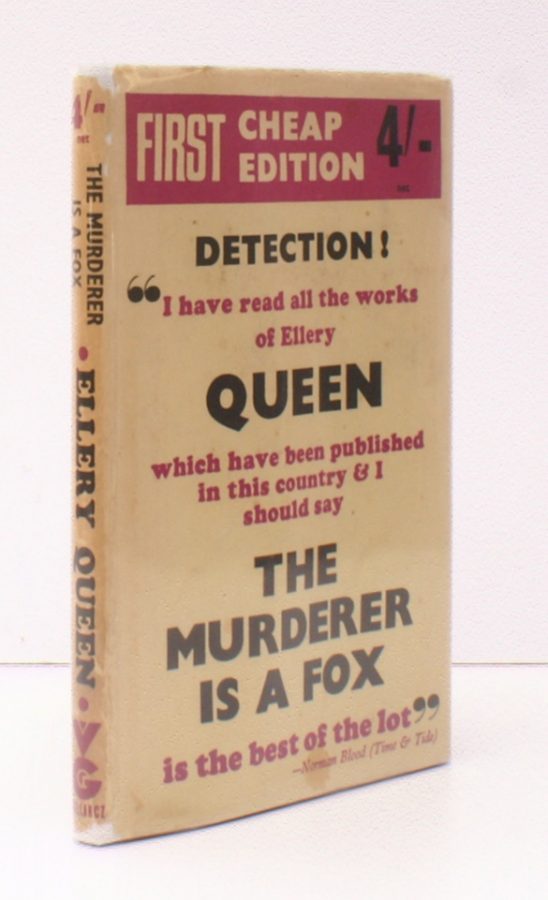 FIRST CHEAP EDITION 4/-
net
DETECTION!
“I have read all the works
of Ellery
QUEEN
which have been published
in this country & I
should say
THE
MURDERER
IS A FOX
is the best of the lot”
—Norman Blood (Time & Tide)
4/-
net
THE MURDERER
IS A FOX
• ELLERY QUEEN •
VG